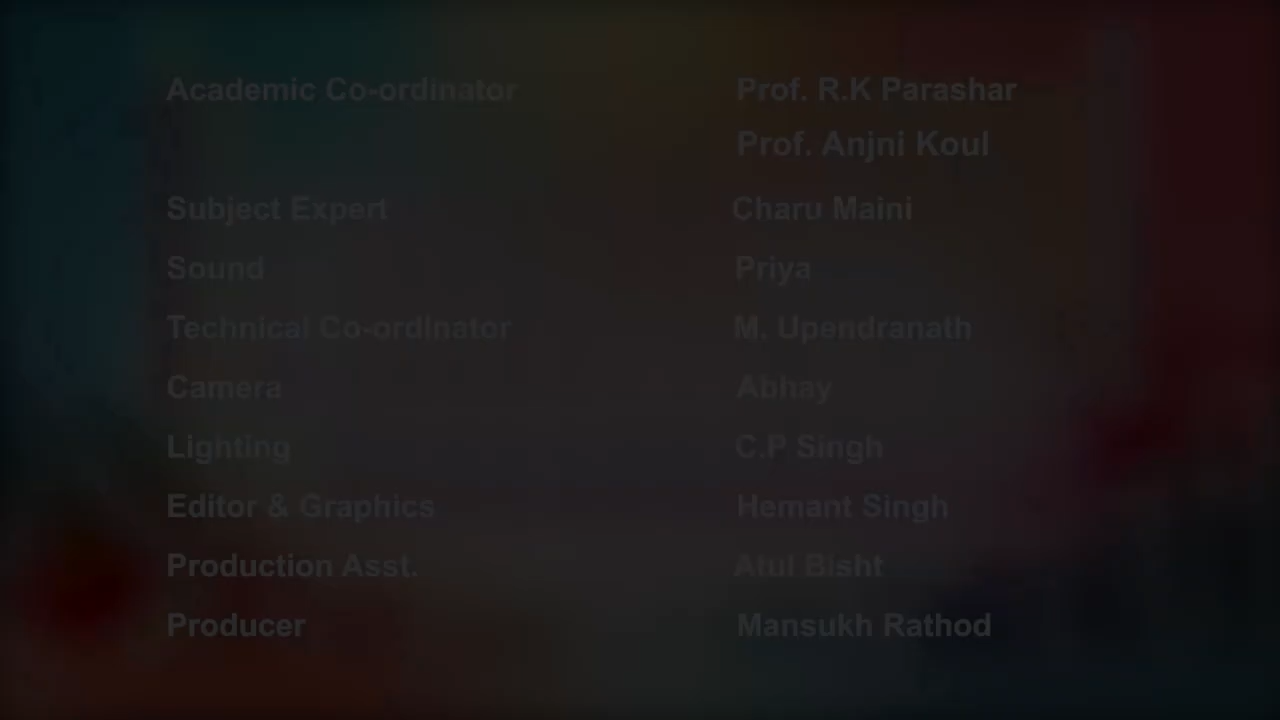 Academic Co-ordinator Prof. R.K Parashar
Prof. Anjni Koul
Subject Expert Charu Maini
Sound Priya
Technical Co-ordinator M. Upendranath
Camera Abhay
Lighting C.P Singh
Editor & Graphics Hemant Singh
Production Asst. Atul Bisht
Producer Mansukh Rathod